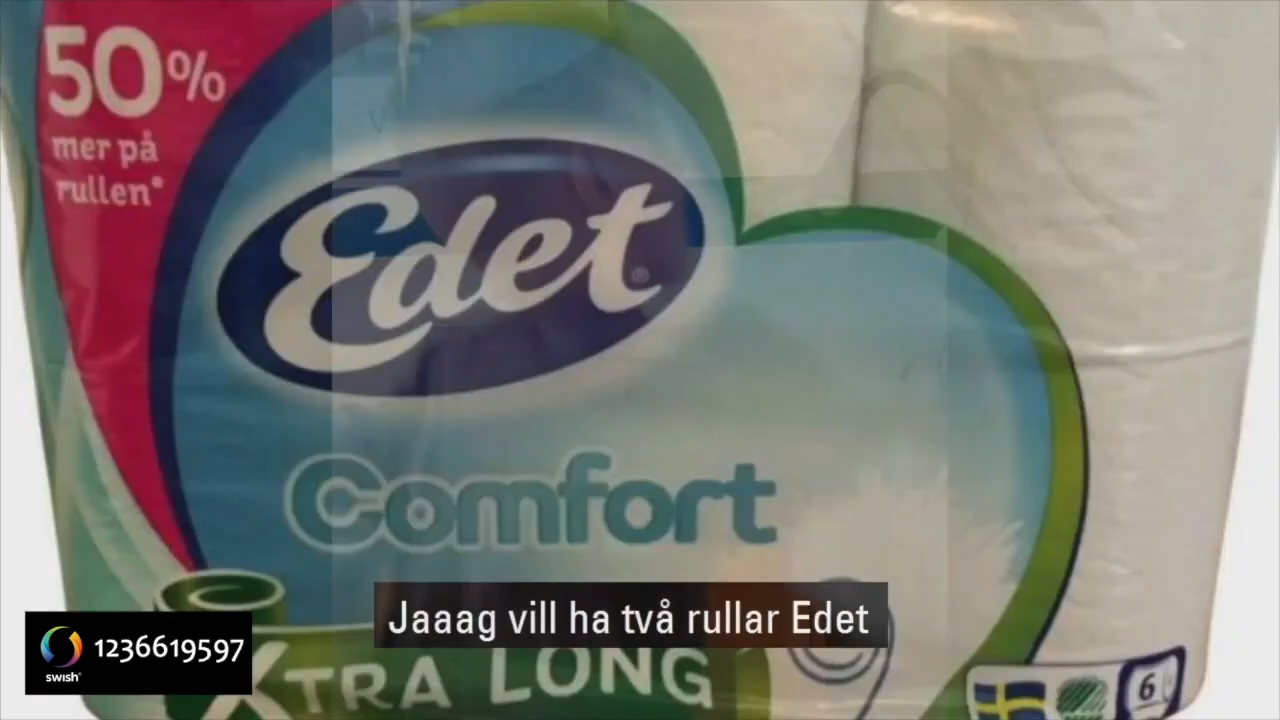 50%
mer på
rullen*
Edet®
Comfort
Jaaag vill ha två rullar Edet
1236619597
swish®
XTRA LONG
6